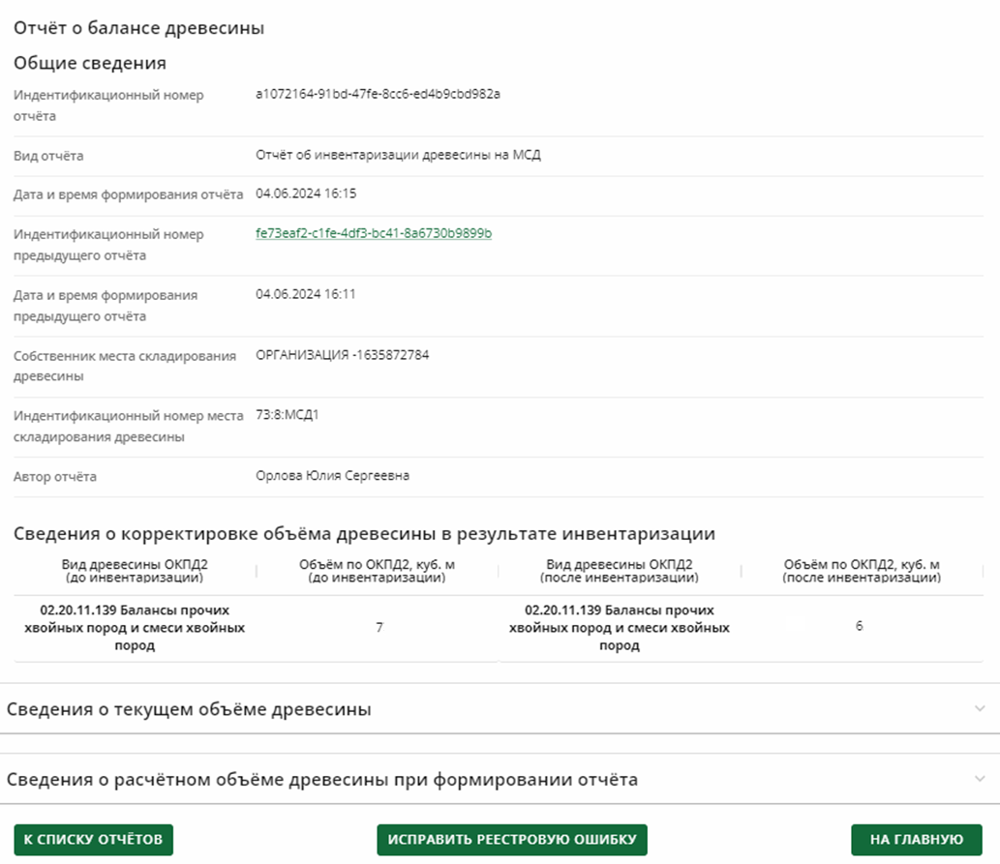 Отчёт о балансе древесины
Общие сведения
Индентификационный номер отчёта
a1072164-91bd-47fe-8cc6-ed4b9cbd982a
Вид отчёта
Отчёт об инвентаризации древесины на МСД
Дата и время формирования отчёта
04.06.2024 16:15
Индентификационный номер
предыдущего отчёта
fe73eaf2-c1fe-4df3-bc41-8a6730b9899b
Дата и время формирования
предыдущего отчёта
04.06.2024 16:11
Собственник места складирования
древесины
ОРГАНИЗАЦИЯ -1635872784
Индентификационный номер места
складирования древесины
73:8:МСД1
Автор отчёта
Орлова Юлия Сергеевна
Сведения о корректировке объёма древесины в результате инвентаризации
Вид древесины ОКПД2
(до инвентаризации)
Объём по ОКПД2, куб. м
(до инвентаризации)
Вид древесины ОКПД2
(после инвентаризации)
Объём по ОКПД2, куб. м
(после инвентаризации)
02.20.11.139 Балансы прочих
хвойных пород и смеси хвойных
пород
7
02.20.11.139 Балансы прочих
хвойных пород и смеси хвойных
пород
6
Сведения о текущем объёме древесины
Сведения о расчётном объёме древесины при формировании отчёта
К СПИСКУ ОТЧЁТОВ
ИСПРАВИТЬ РЕЕСТРОВУЮ ОШИБКУ
НА ГЛАВНУЮ